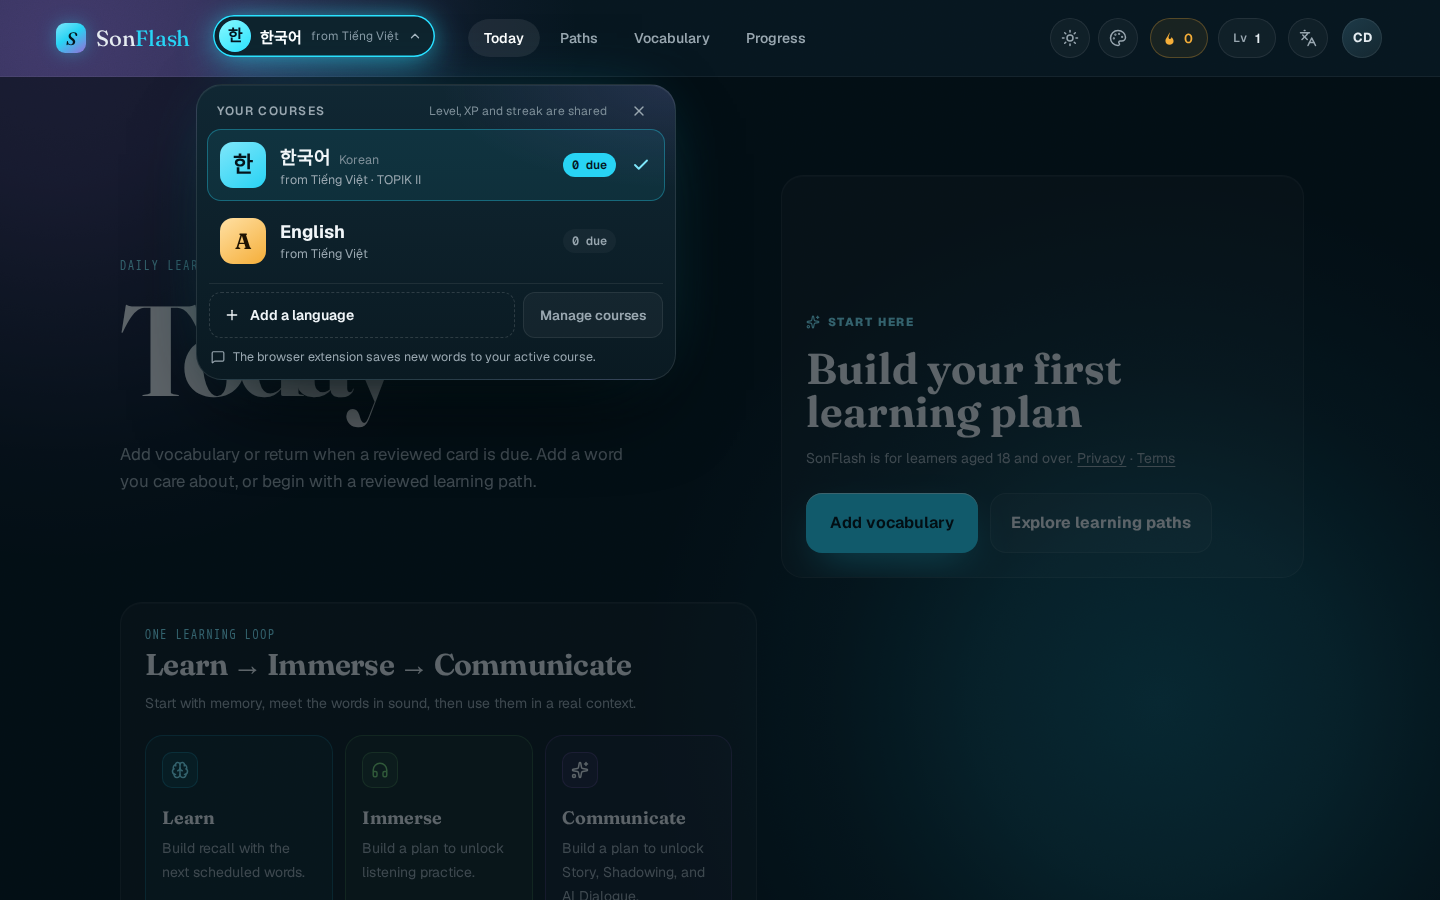 S SonFlash
한 한국어 from Tiếng Việt
Today Paths Vocabulary Progress
0
Lv 1
CD
YOUR COURSES Level, XP and streak are shared
한 한국어 Korean
from Tiếng Việt · TOPIK II
0 due
A English
from Tiếng Việt
0 due
+ Add a language
Manage courses
The browser extension saves new words to your active course.
DAILY LEAR
Today
Add vocabulary or return when a reviewed card is due. Add a word
you care about, or begin with a reviewed learning path.
START HERE
Build your first
learning plan
SonFlash is for learners aged 18 and over. Privacy · Terms
Add vocabulary
Explore learning paths
ONE LEARNING LOOP
Learn → Immerse → Communicate
Start with memory, meet the words in sound, then use them in a real context.
Learn
Build recall with the
next scheduled words.
Immerse
Build a plan to unlock
listening practice.
Communicate
Build a plan to unlock
Story, Shadowing, and
AI Dialogue.